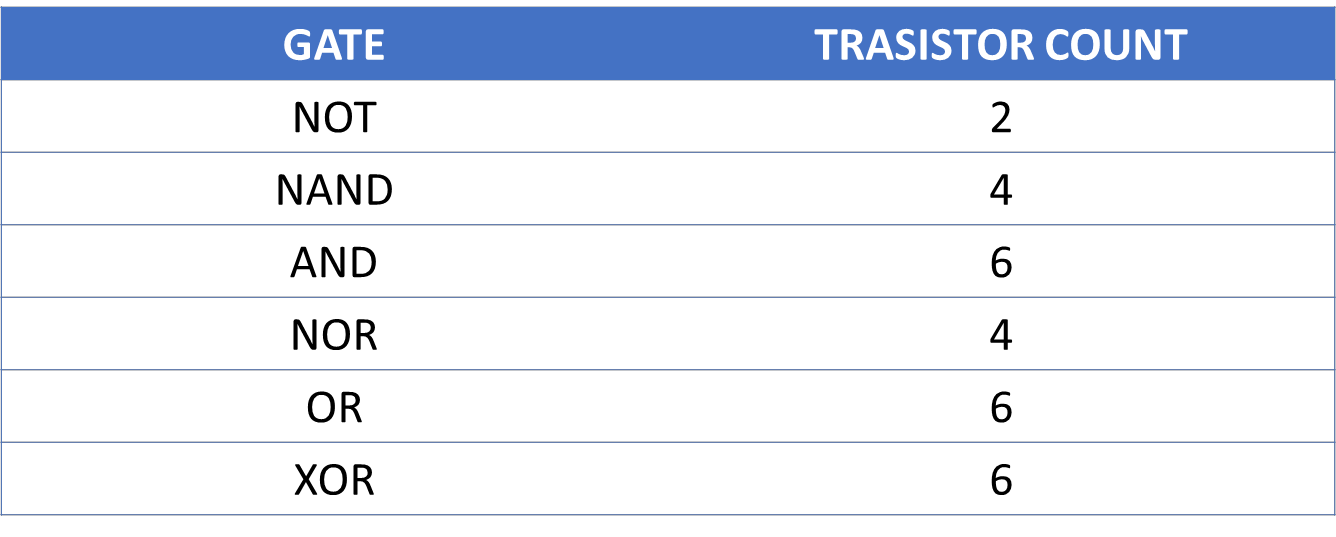 GATE TRASISTOR COUNT
NOT 2
NAND 4
AND 6
NOR 4
OR 6
XOR 6